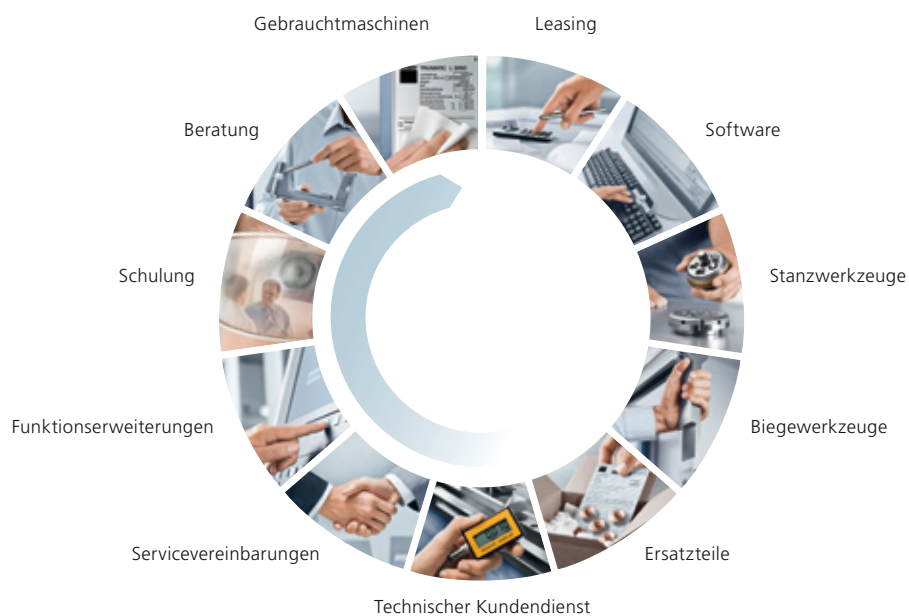 Gebrauchtmaschinen
Leasing
Beratung
Software
Schulung
Stanzwerkzeuge
Funktionserweiterungen
Biegewerkzeuge
Servicevereinbarungen
Ersatzteile
Technischer Kundendienst